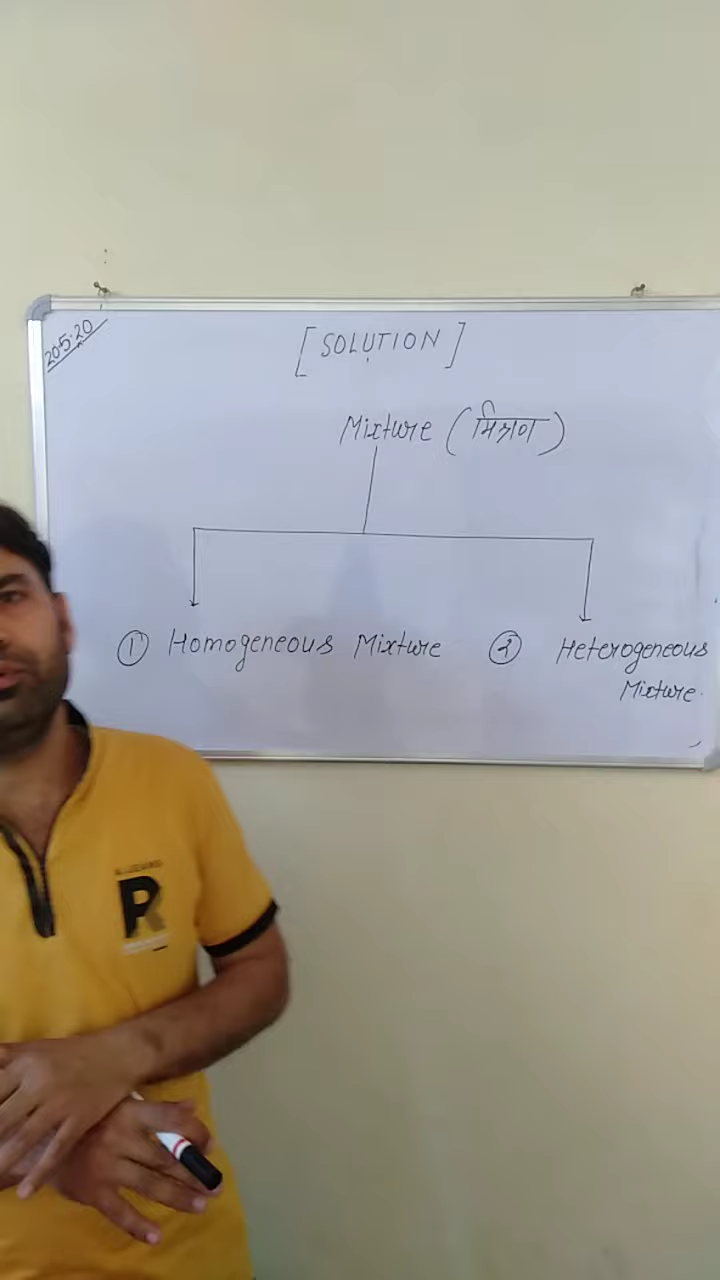 20.5.20
[SOLUTION]
Mixture (मिश्रण)
① Homogeneous Mixture
② Heterogeneous
Mixture.
R